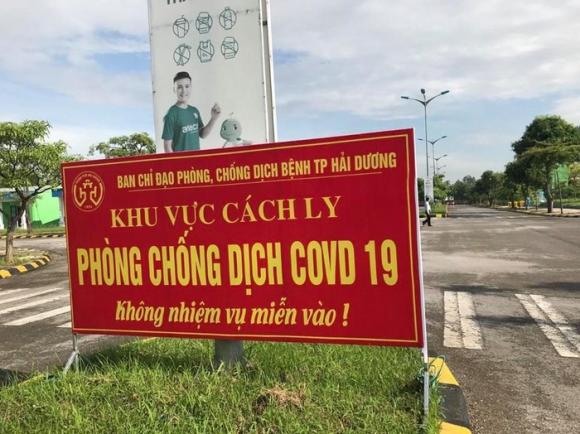 BAN CHỈ ĐẠO PHÒNG, CHỐNG DỊCH BỆNH TP HẢI DƯƠNG
KHU VỰC CÁCH LY
PHÒNG CHỐNG DỊCH COVD 19
Không nhiệm vụ miễn vào !